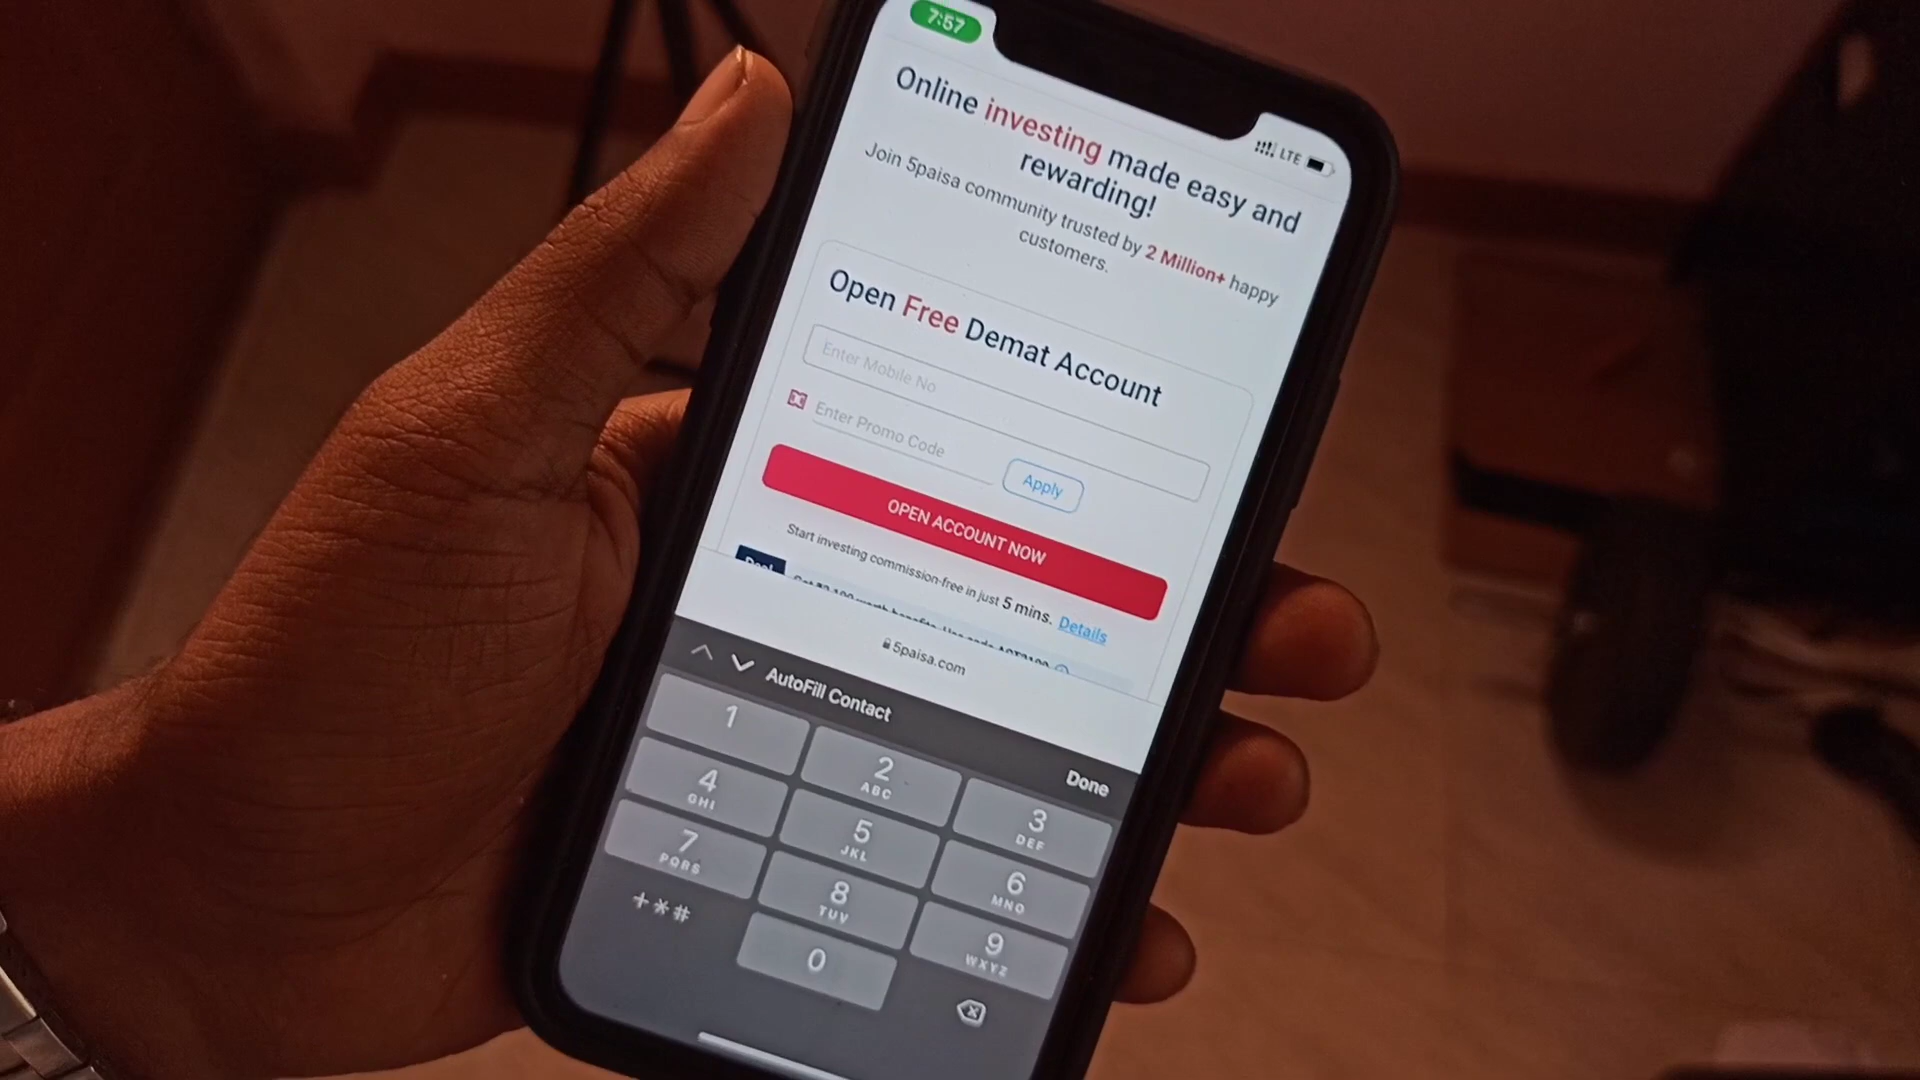 7:57
LTE
Online investing made easy and
rewarding!
Join 5paisa community trusted by 2 Million+ happy
customers.
Open Free Demat Account
Enter Mobile No
Enter Promo Code
Apply
OPEN ACCOUNT NOW
Start investing commission-free in just 5 mins. Details
5paisa.com
AutoFill Contact
Done
1
2
ABC
3
DEF
4
GHI
5
JKL
6
MNO
7
PQRS
8
TUV
9
WXYZ
+*#
0